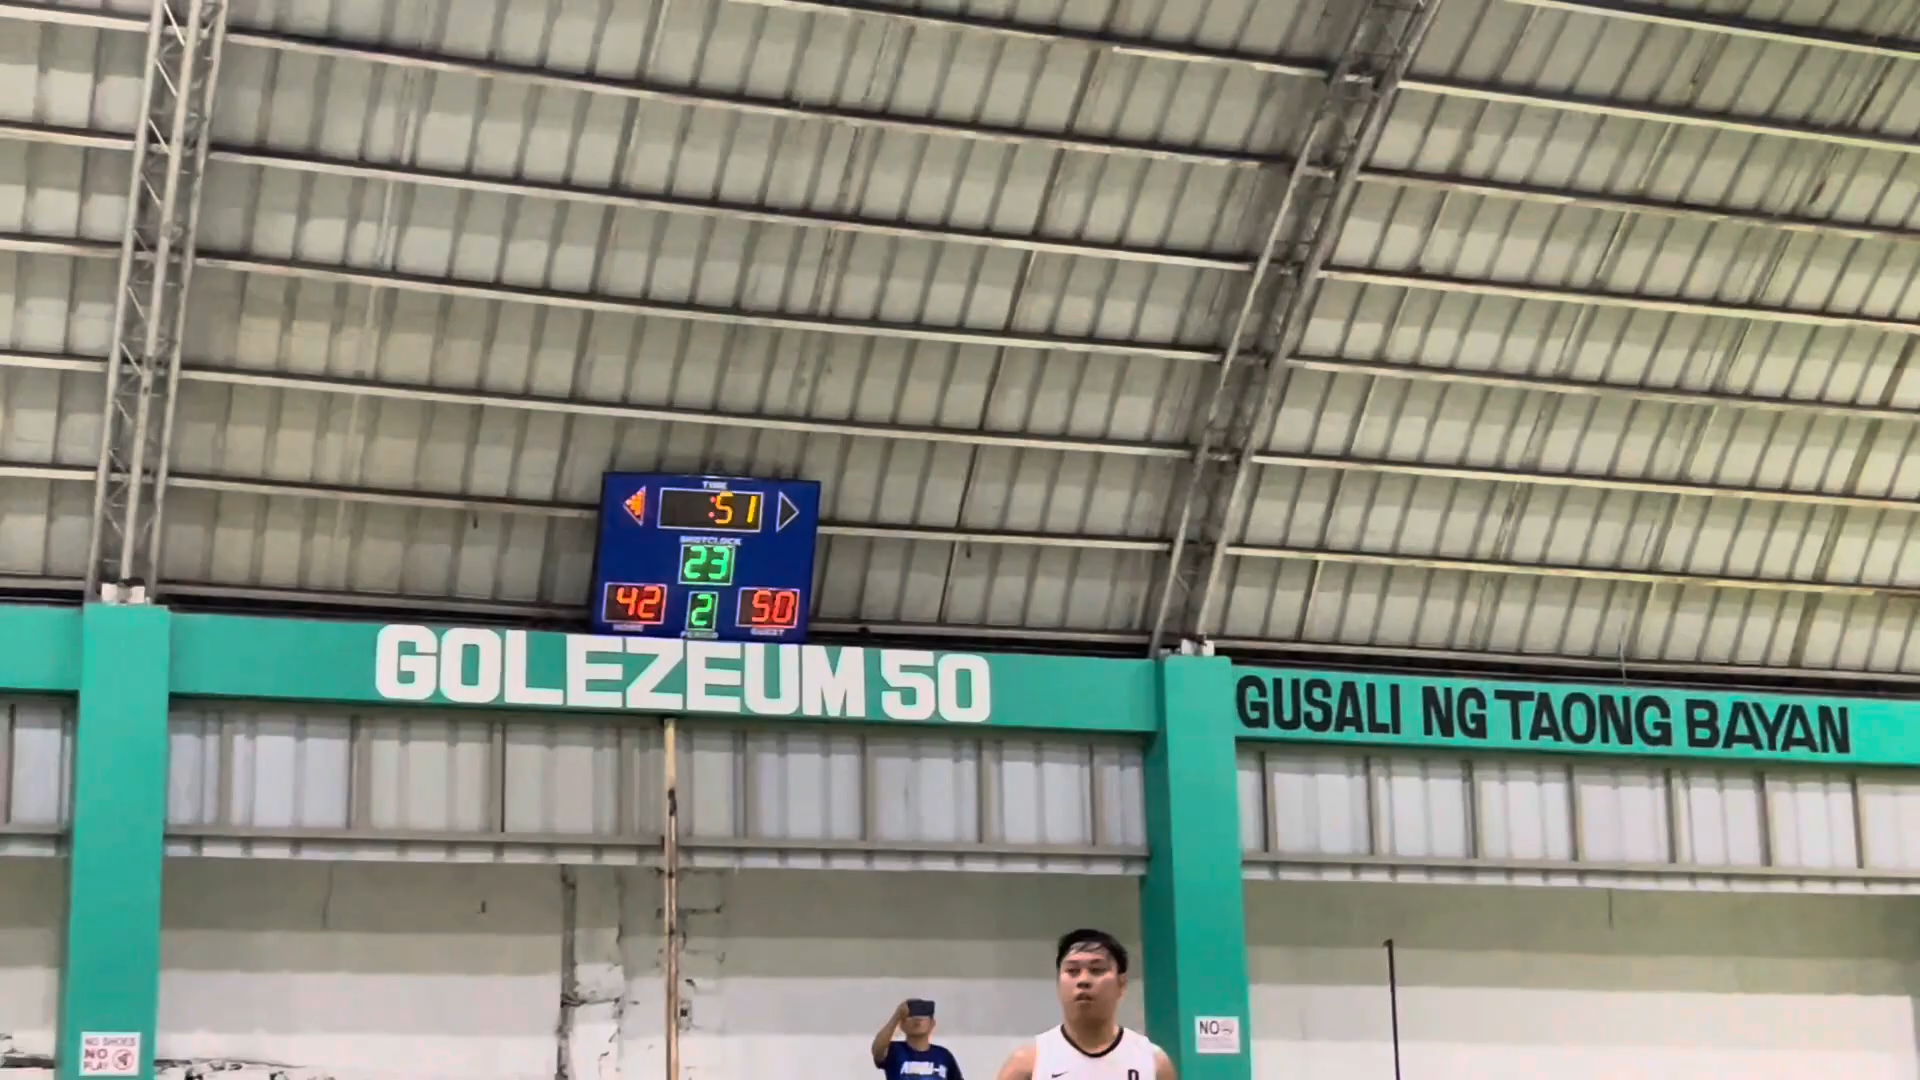 TIME
:51
SHOTCLOCK
23
42 2 50
HOME PERIOD GUEST
GOLEZEUM 50
GUSALI NG TAONG BAYAN
NO SHOES
NO
PLAY
NO